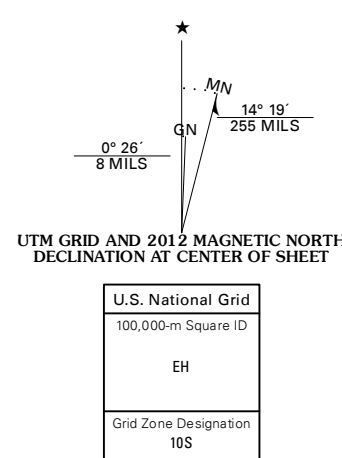 MN
GN
14° 19´
255 MILS
0° 26´
8 MILS
UTM GRID AND 2012 MAGNETIC NORTH
DECLINATION AT CENTER OF SHEET
U.S. National Grid
100,000-m Square ID
EH
Grid Zone Designation
10S